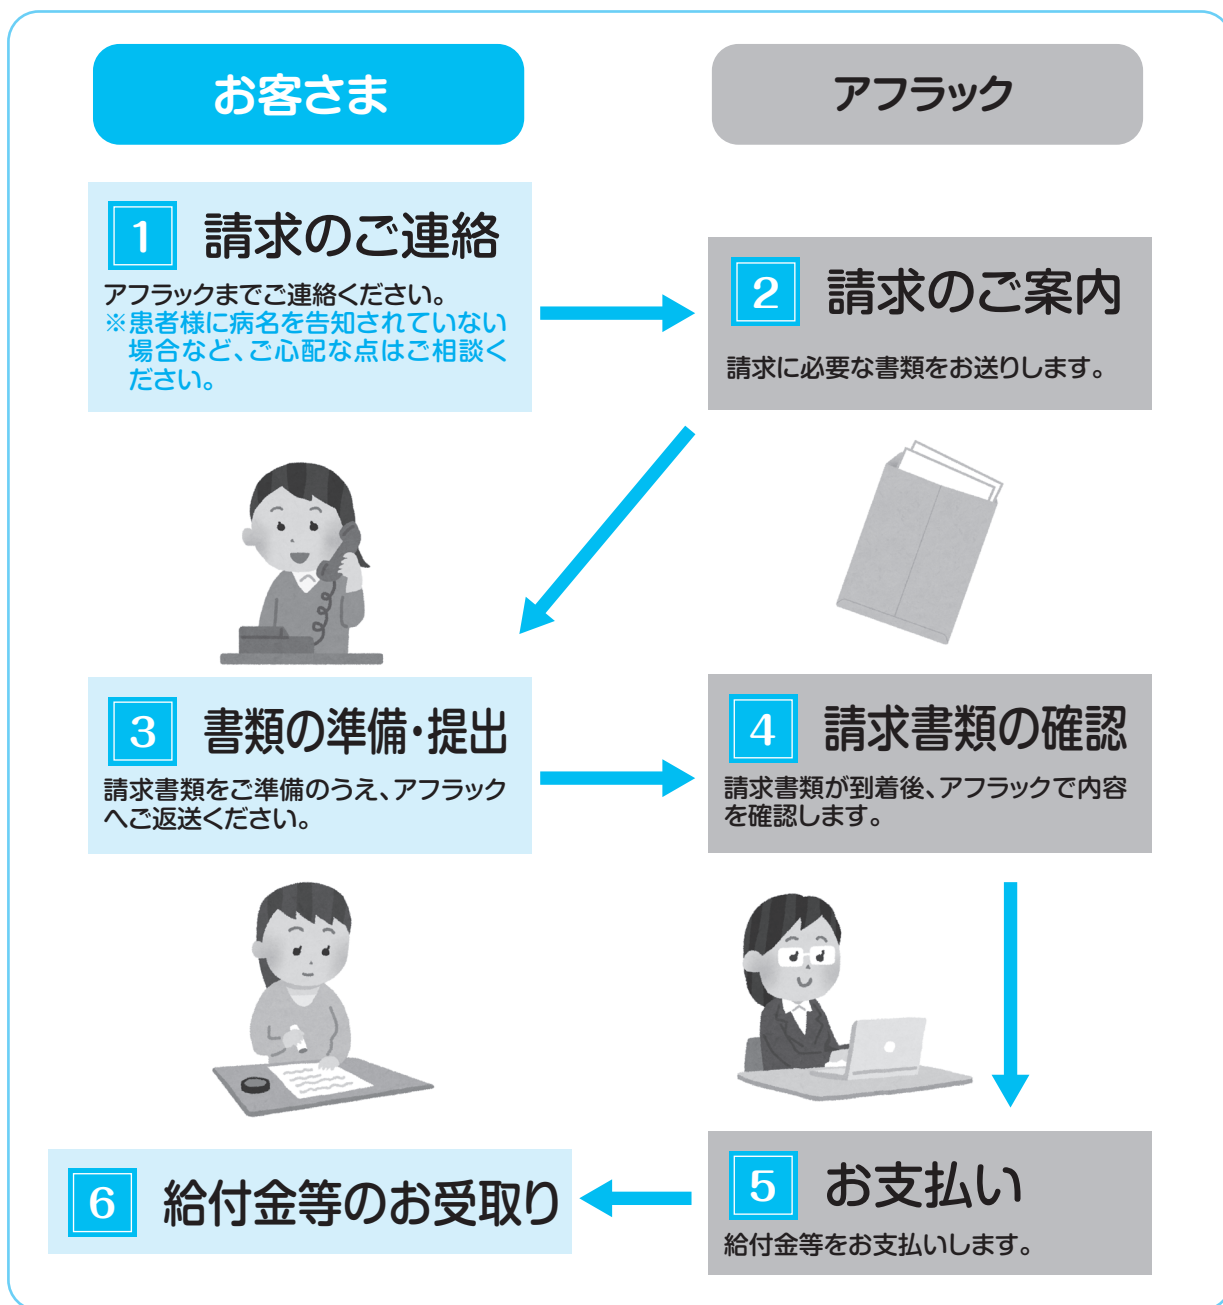 お客さま
アフラック
1 請求のご連絡
アフラックまでご連絡ください。
※患者様に病名を告知されていない
場合など、ご心配な点はご相談く
ださい。
2 請求のご案内
請求に必要な書類をお送りします。
3 書類の準備・提出
請求書類をご準備のうえ、アフラック
へご返送ください。
4 請求書類の確認
請求書類が到着後、アフラックで内容
を確認します。
5 お支払い
給付金等をお支払いします。
6 給付金等のお受取り